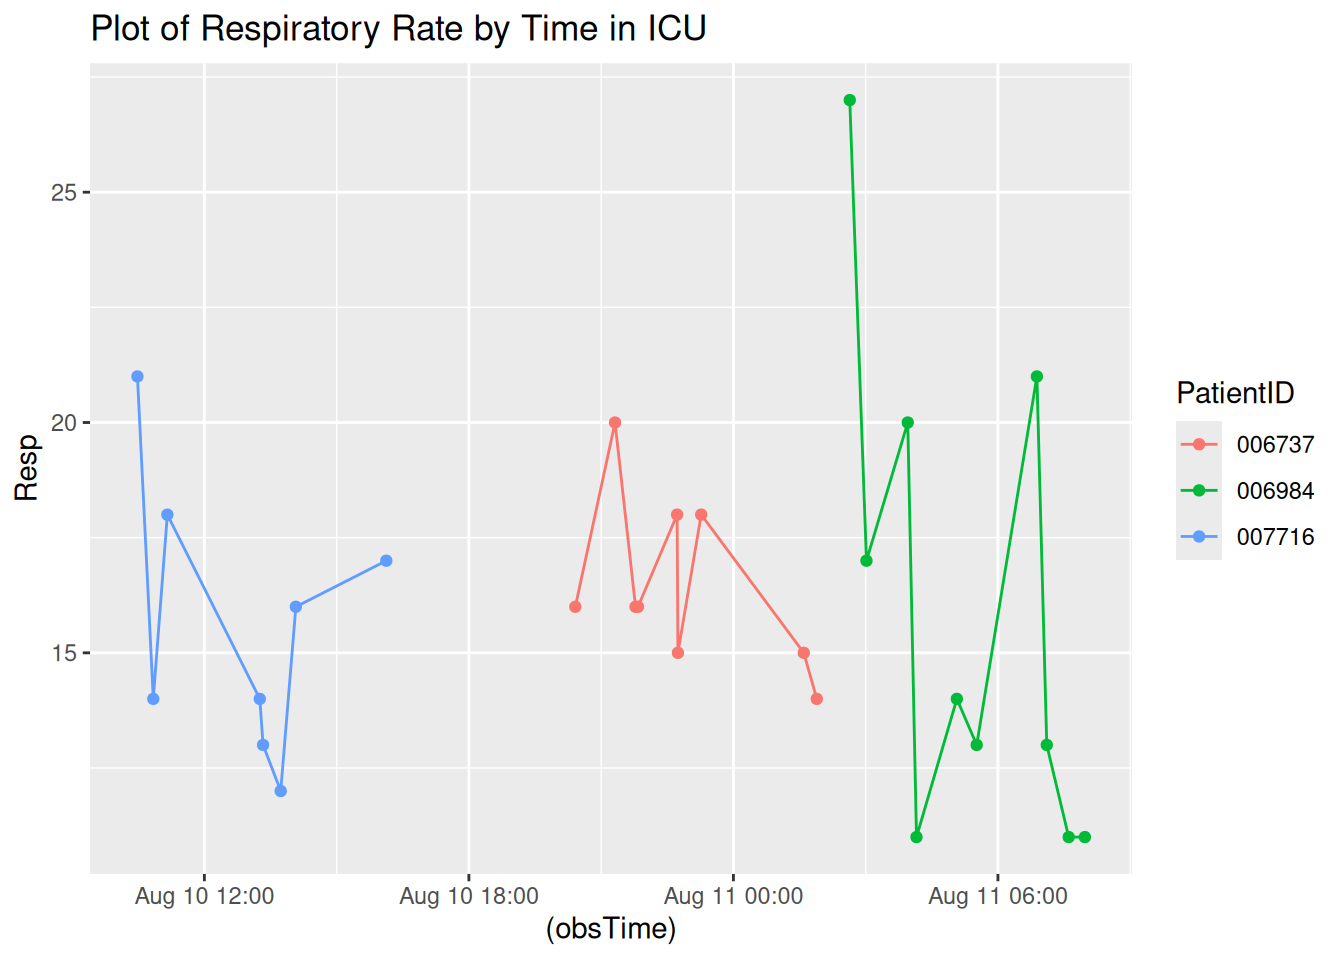 Plot of Respiratory Rate by Time in ICU
Resp
25
20
15
Aug 10 12:00 Aug 10 18:00 Aug 11 00:00 Aug 11 06:00
(obsTime)
PatientID
006737
006984
007716